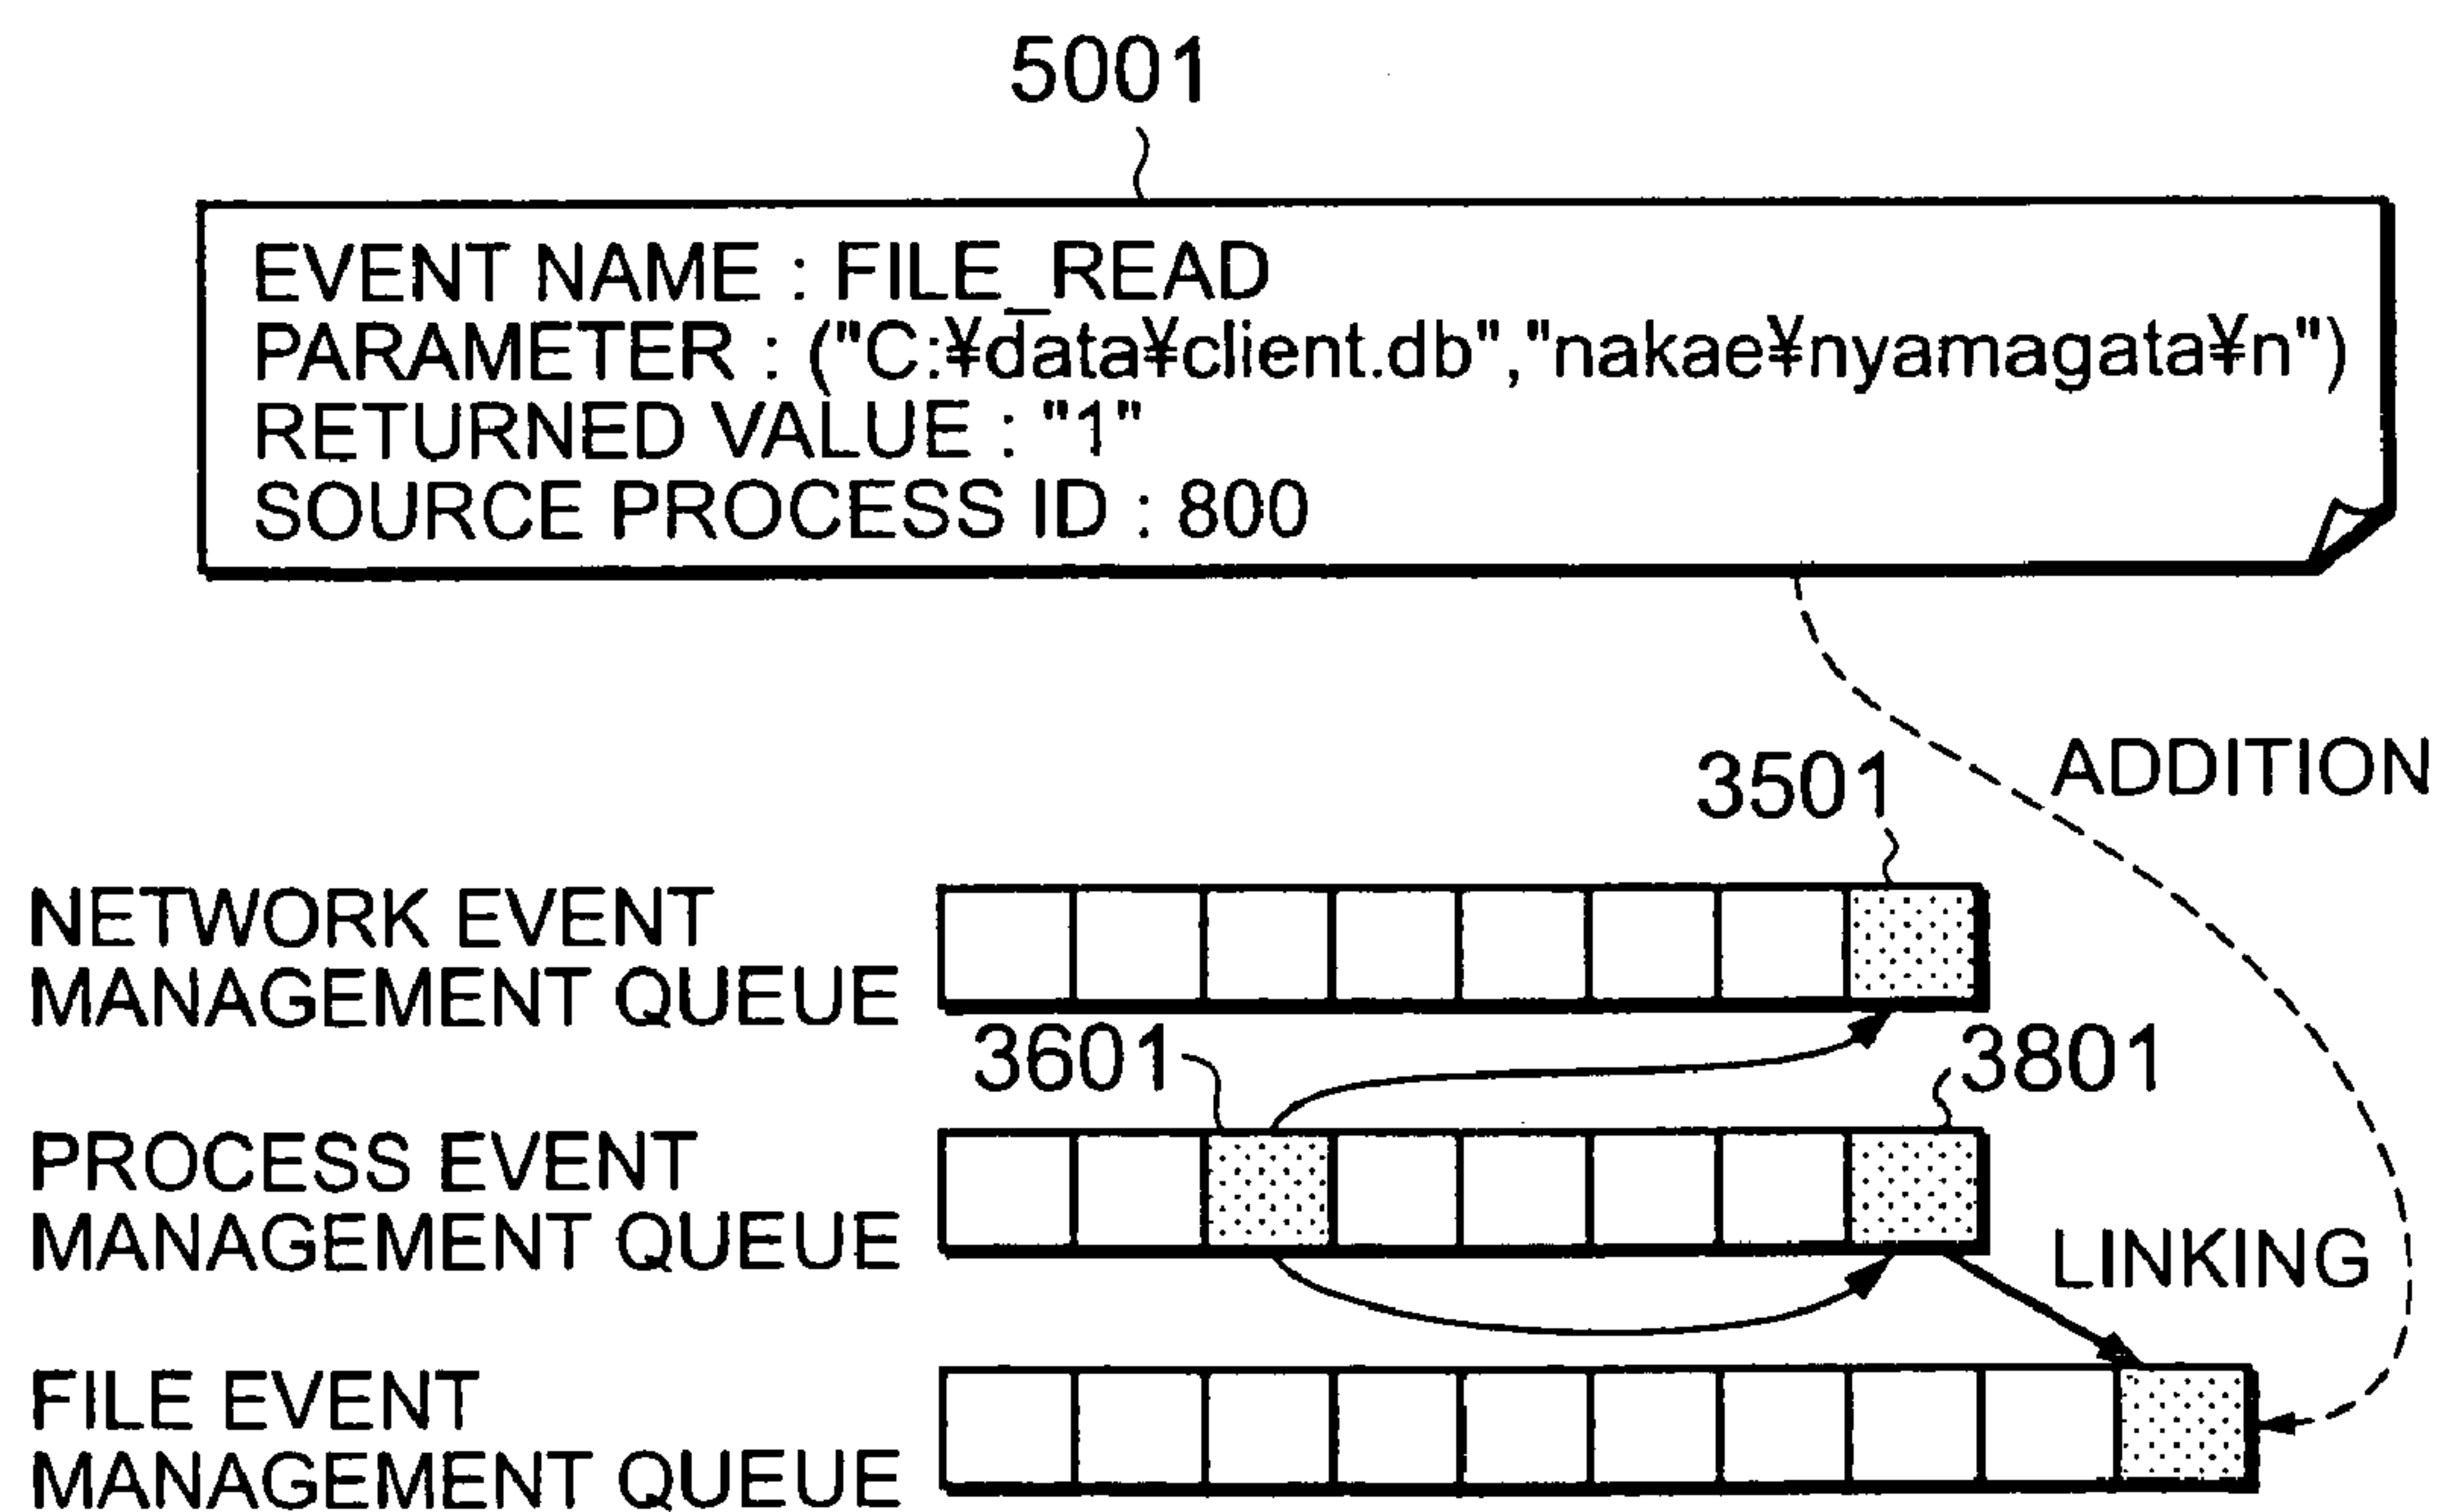 5001
EVENT NAME : FILE_READ
PARAMETER : ("C:¥data¥client.db","nakae¥nyamagata¥n")
RETURNED VALUE : "1"
SOURCE PROCESS ID : 800
ADDITION
3501
NETWORK EVENT
MANAGEMENT QUEUE
3601
3801
PROCESS EVENT
MANAGEMENT QUEUE
LINKING
FILE EVENT
MANAGEMENT QUEUE